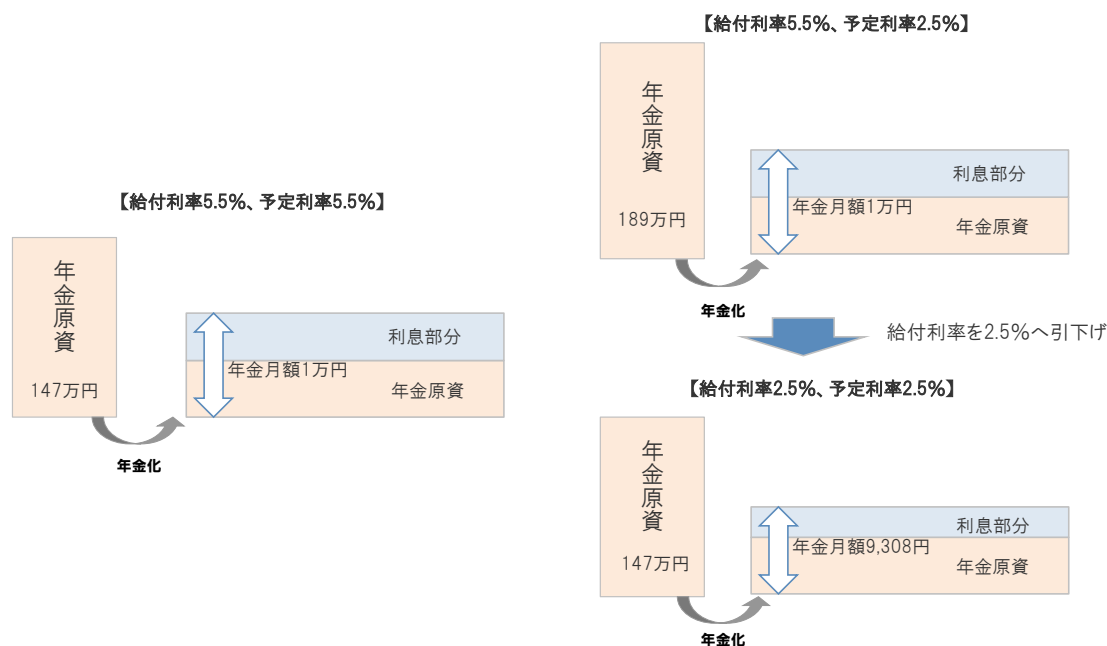 【給付利率5.5%、予定利率5.5%】
年金原資
147万円
利息部分
年金月額1万円
年金原資
年金化
【給付利率5.5%、予定利率2.5%】
年金原資
189万円
利息部分
年金月額1万円
年金原資
年金化
給付利率を2.5%へ引下げ
【給付利率2.5%、予定利率2.5%】
年金原資
147万円
利息部分
年金月額9,308円
年金原資
年金化